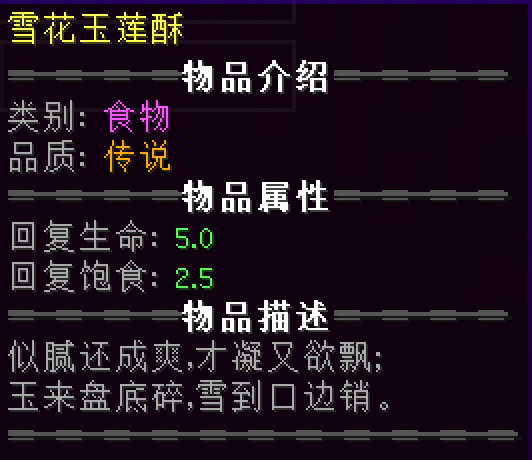 雪花玉莲酥
物品介绍
类别: 食物
品质: 传说
物品属性
回复生命: 5.0
回复饱食: 2.5
物品描述
似腻还成爽,才凝又欲飘;
玉来盘底碎,雪到口边销。